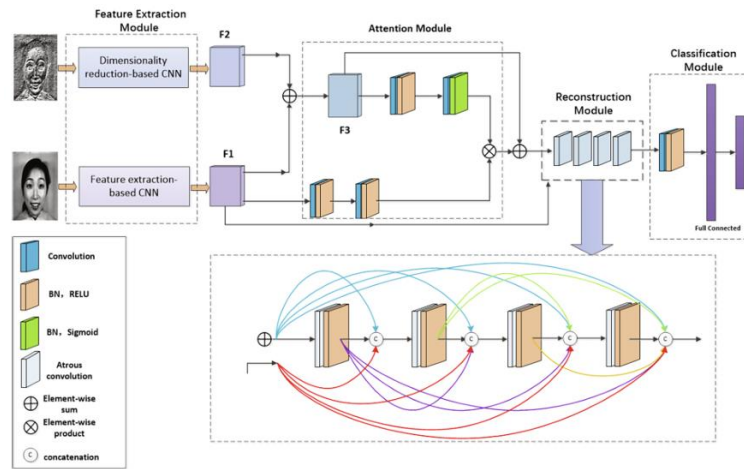 Feature Extraction
Module
Dimensionality
reduction-based CNN
F2
Attention Module
F3
Feature extraction-
based CNN
F1
Reconstruction
Module
Classification
Module
Full Connected
Convolution
BN，RELU
BN，Sigmoid
Atrous
convolution
Element-wise
sum
Element-wise
product
concatenation
C
C
C
C
C